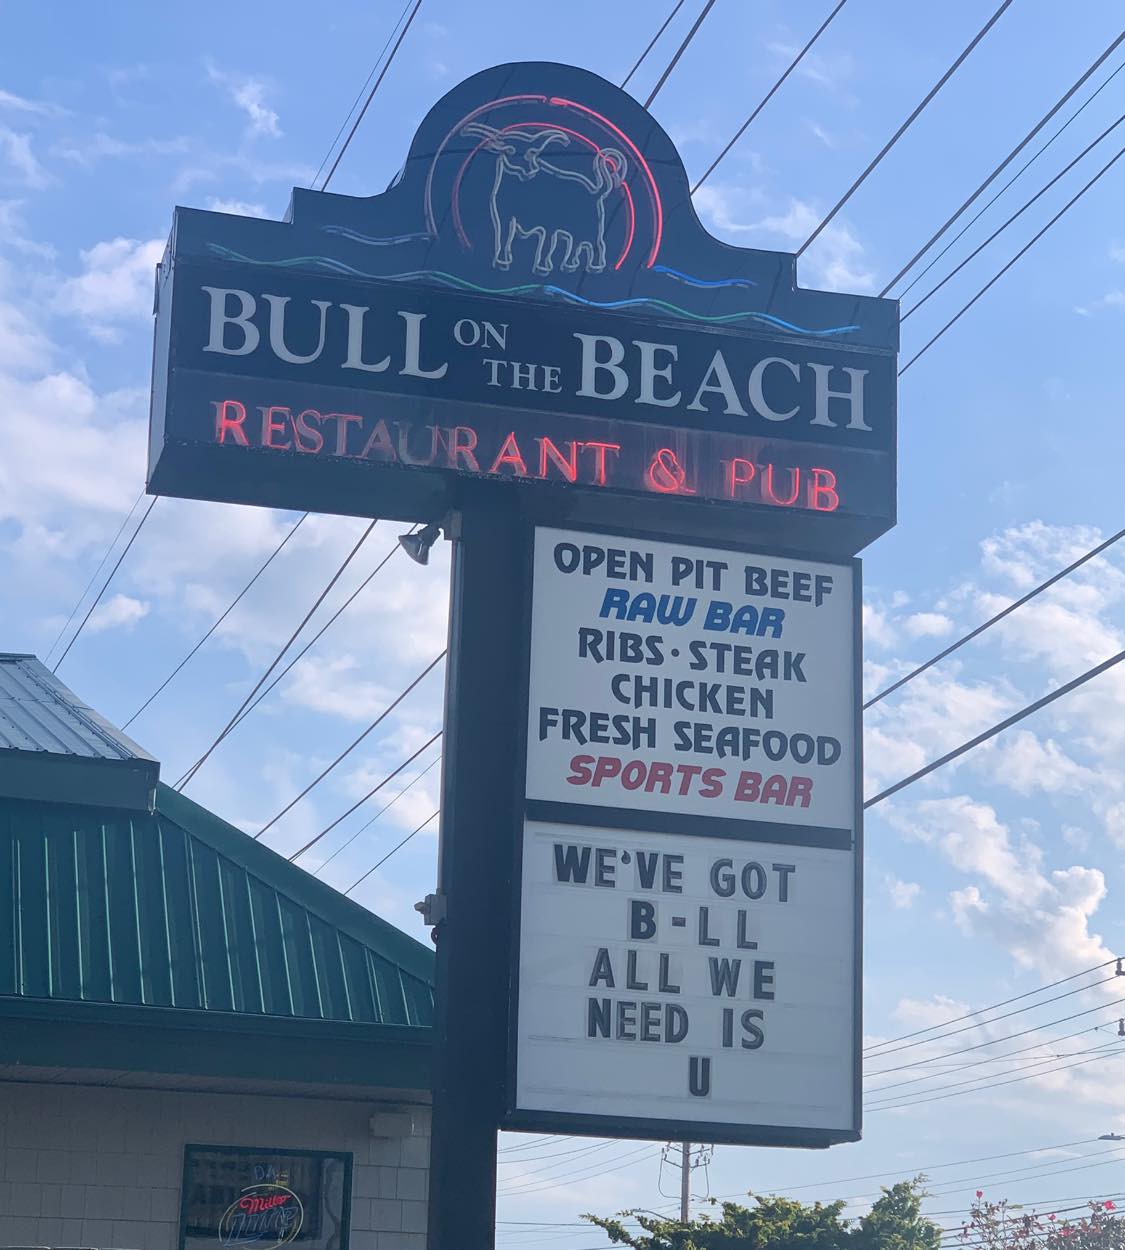 BULL ON THE BEACH
RESTAURANT & PUB
OPEN PIT BEEF
RAW BAR
RIBS · STEAK
CHICKEN
FRESH SEAFOOD
SPORTS BAR
WE'VE GOT
B-LL
ALL WE
NEED IS
U
Miller